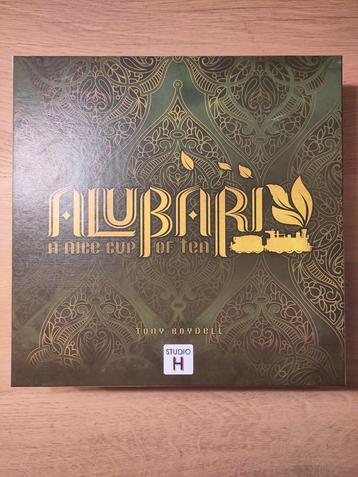 ALUBARI
A NICE CUP OF TEA
TONY BOYDELL
STUDIO
H